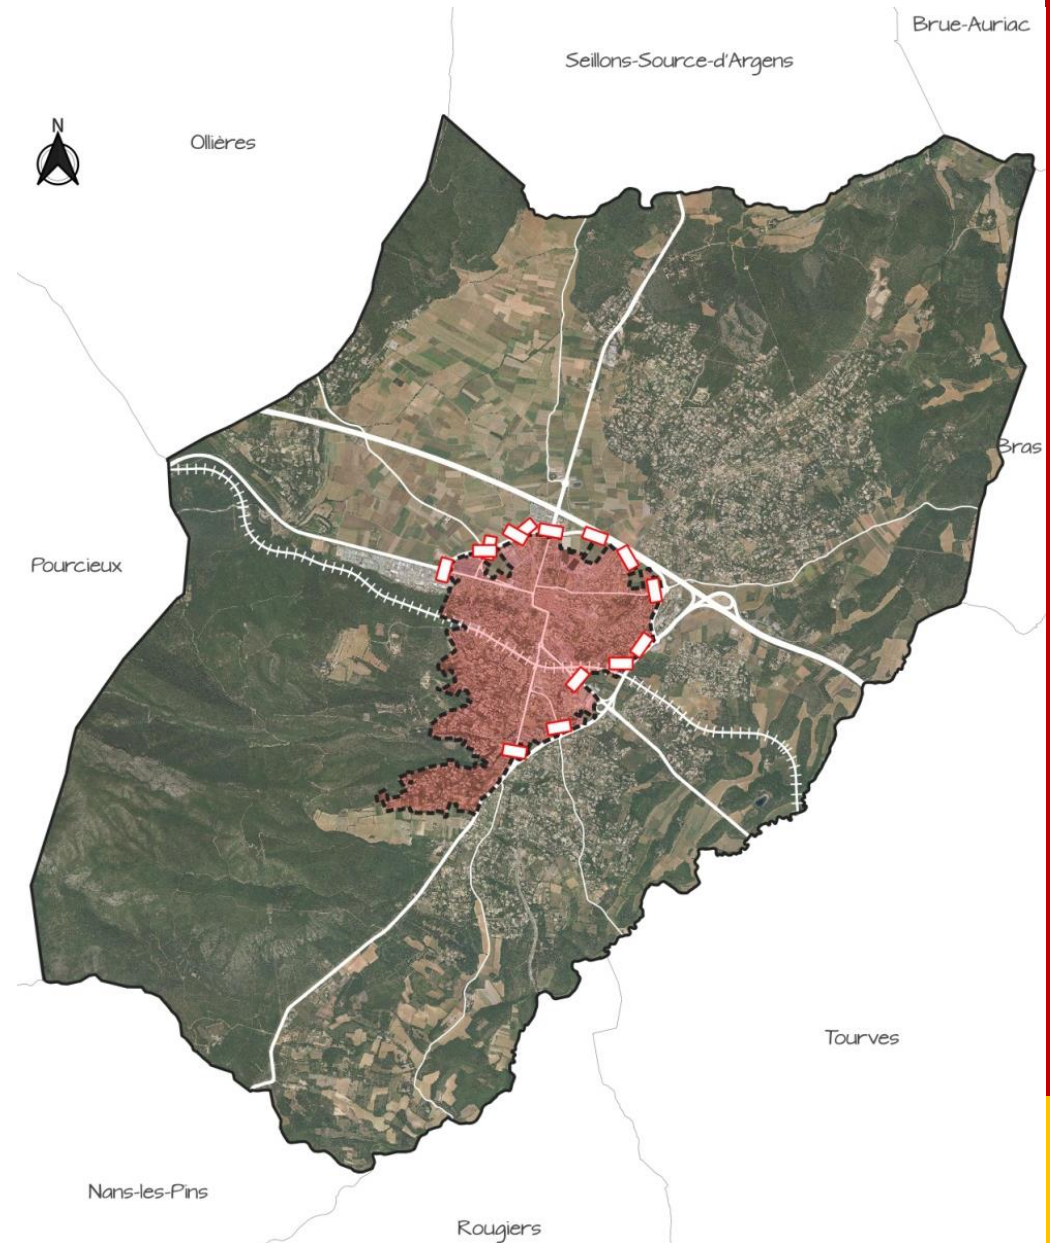 Brue-Auriac
Seillons-Source-d'Argens
N
Ollières
Bras
Pourcieux
Tourves
Nans-les-Pins
Rougiers